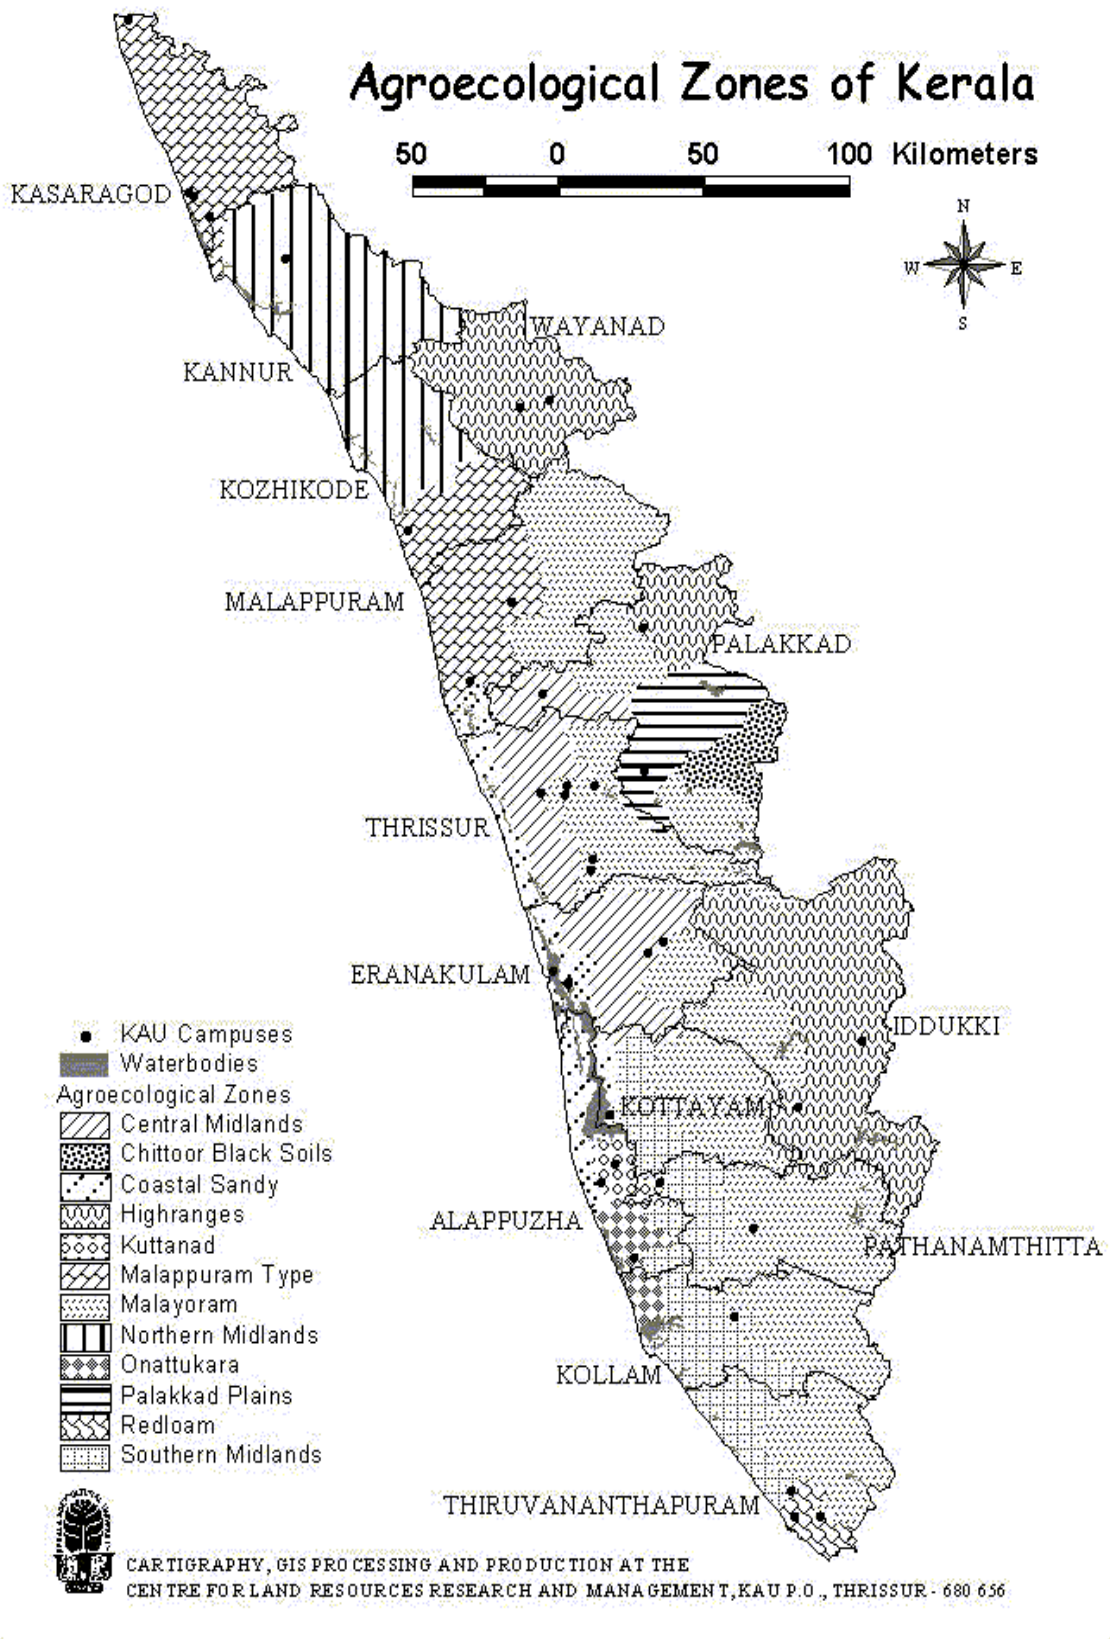 Agroecological Zones of Kerala
50 0 50 100 Kilometers
N
W E
S
KASARAGOD
WAYANAD
KANNUR
KOZHIKODE
MALAPPURAM
PALAKKAD
THRISSUR
ERANAKULAM
IDDUKKI
KOTTAYAM
ALAPPUZHA
PATHANAMTHITTA
KOLLAM
THIRUVANANTHAPURAM
KAU Campuses
Waterbodies
Agroecological Zones
Central Midlands
Chittoor Black Soils
Coastal Sandy
Highranges
Kuttanad
Malappuram Type
Malayoram
Northern Midlands
Onattukara
Palakkad Plains
Redloam
Southern Midlands
CARTIGRAPHY, GIS PROCESSING AND PRODUCTION AT THE
CENTRE FOR LAND RESOURCES RESEARCH AND MANAGEMENT, KAU P.O., THRISSUR - 680 656